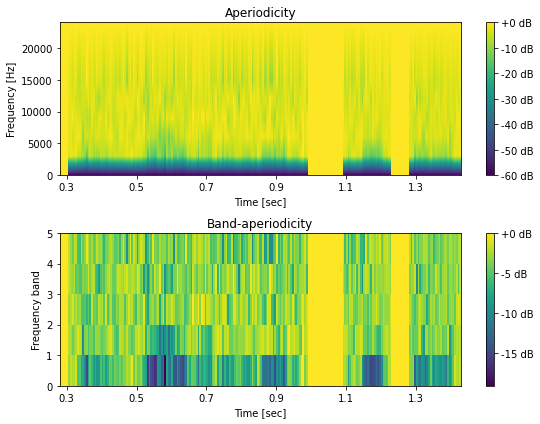 Aperiodicity
Frequency [Hz]
20000
15000
10000
5000
0
0.3 0.5 0.7 0.9 1.1 1.3
Time [sec]
+0 dB
-10 dB
-20 dB
-30 dB
-40 dB
-50 dB
-60 dB
Band-aperiodicity
Frequency band
5
4
3
2
1
0
0.3 0.5 0.7 0.9 1.1 1.3
Time [sec]
+0 dB
-5 dB
-10 dB
-15 dB